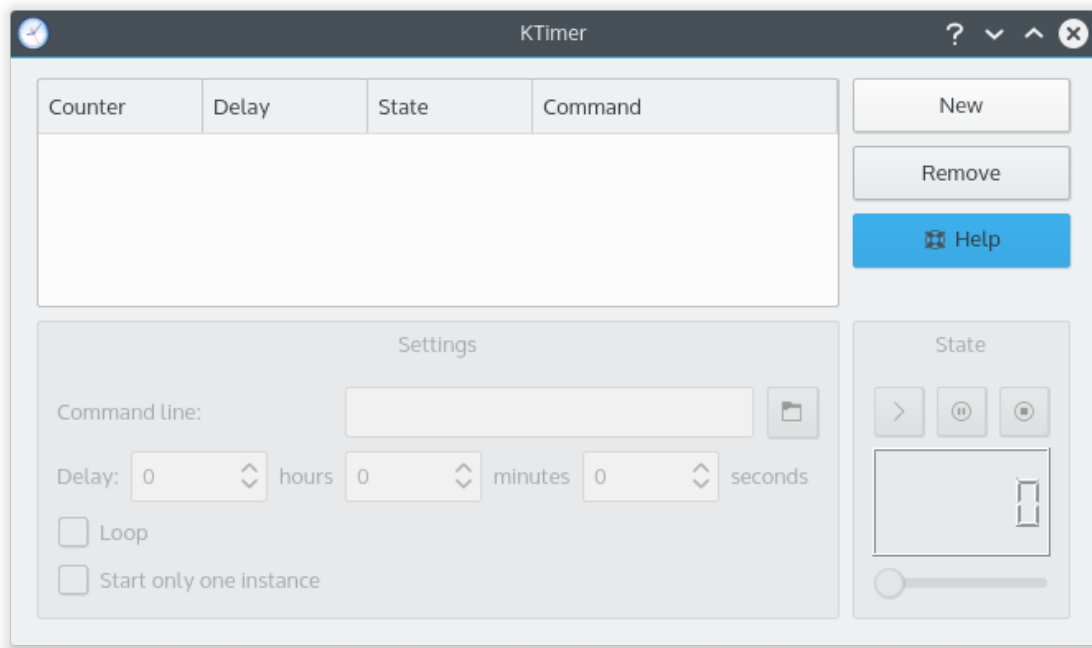 KTimer
Counter Delay State Command
New
Remove
Help
Settings
Command line:
Delay: 0 hours 0 minutes 0 seconds
Loop
Start only one instance
State
0